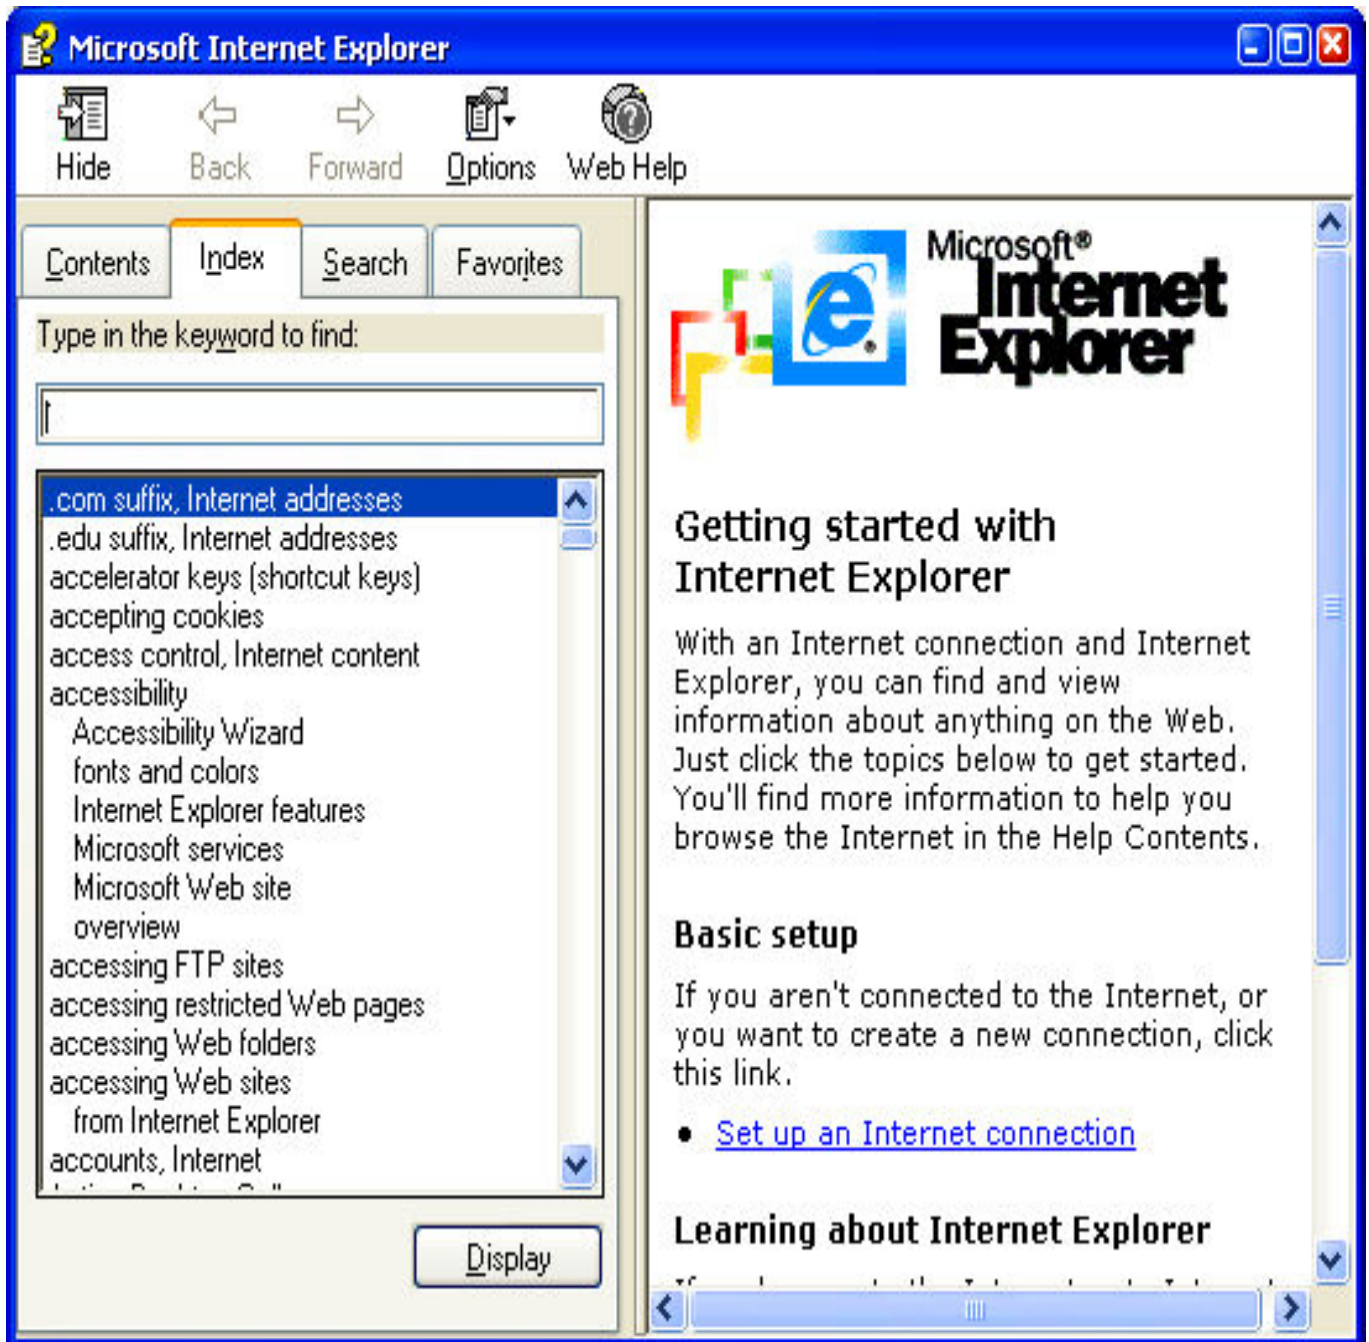 Microsoft Internet Explorer
Hide Back Forward Options Web Help
Contents Index Search Favorites
Type in the keyword to find:
.com suffix, Internet addresses
.edu suffix, Internet addresses
accelerator keys (shortcut keys)
accepting cookies
access control, Internet content
accessibility
Accessibility Wizard
fonts and colors
Internet Explorer features
Microsoft services
Microsoft Web site
overview
accessing FTP sites
accessing restricted Web pages
accessing Web folders
accessing Web sites
from Internet Explorer
accounts, Internet
Display
Microsoft®
Internet
Explorer
Getting started with
Internet Explorer
With an Internet connection and Internet
Explorer, you can find and view
information about anything on the Web.
Just click the topics below to get started.
You'll find more information to help you
browse the Internet in the Help Contents.
Basic setup
If you aren't connected to the Internet, or
you want to create a new connection, click
this link.
• Set up an Internet connection
Learning about Internet Explorer